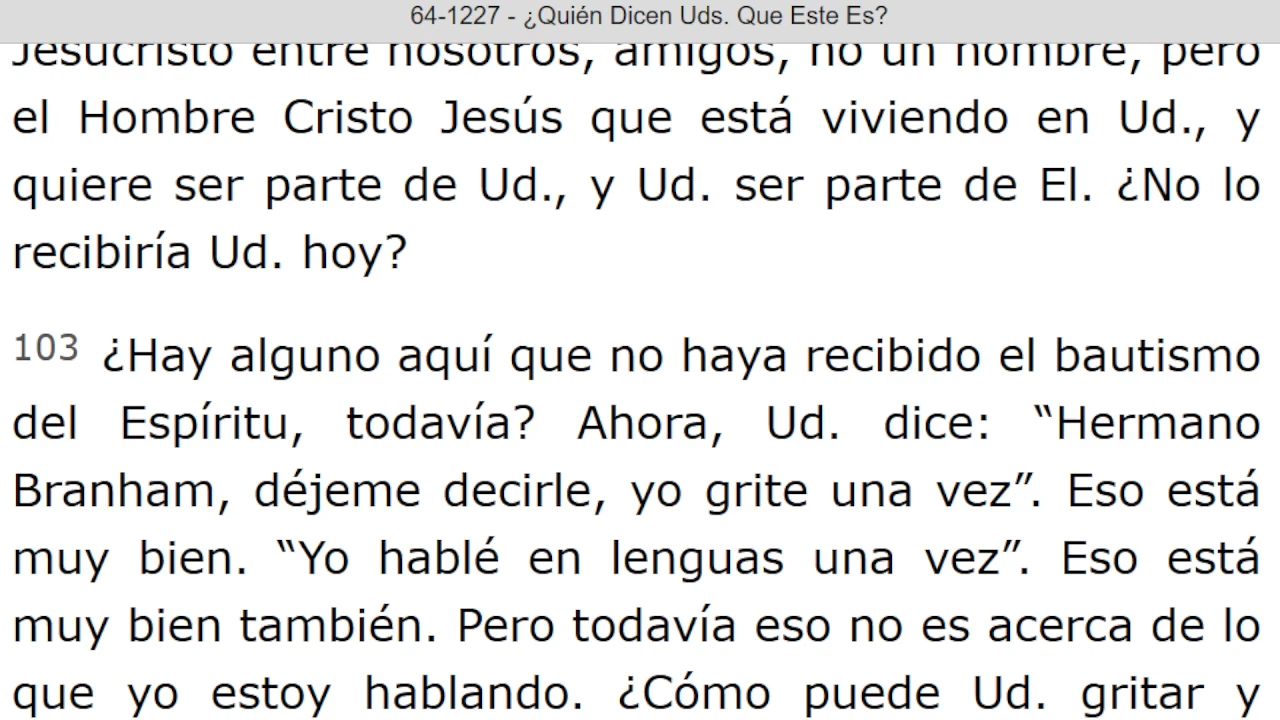 64-1227 - ¿Quién Dicen Uds. Que Este Es?
Jesucristo entre nosotros, amigos, no un hombre, pero
el Hombre Cristo Jesús que está viviendo en Ud., y
quiere ser parte de Ud., y Ud. ser parte de El. ¿No lo
recibiría Ud. hoy?
103 ¿Hay alguno aquí que no haya recibido el bautismo
del Espíritu, todavía? Ahora, Ud. dice: “Hermano
Branham, déjeme decirle, yo grite una vez”. Eso está
muy bien. “Yo hablé en lenguas una vez”. Eso está
muy bien también. Pero todavía eso no es acerca de lo
que yo estoy hablando. ¿Cómo puede Ud. gritar y